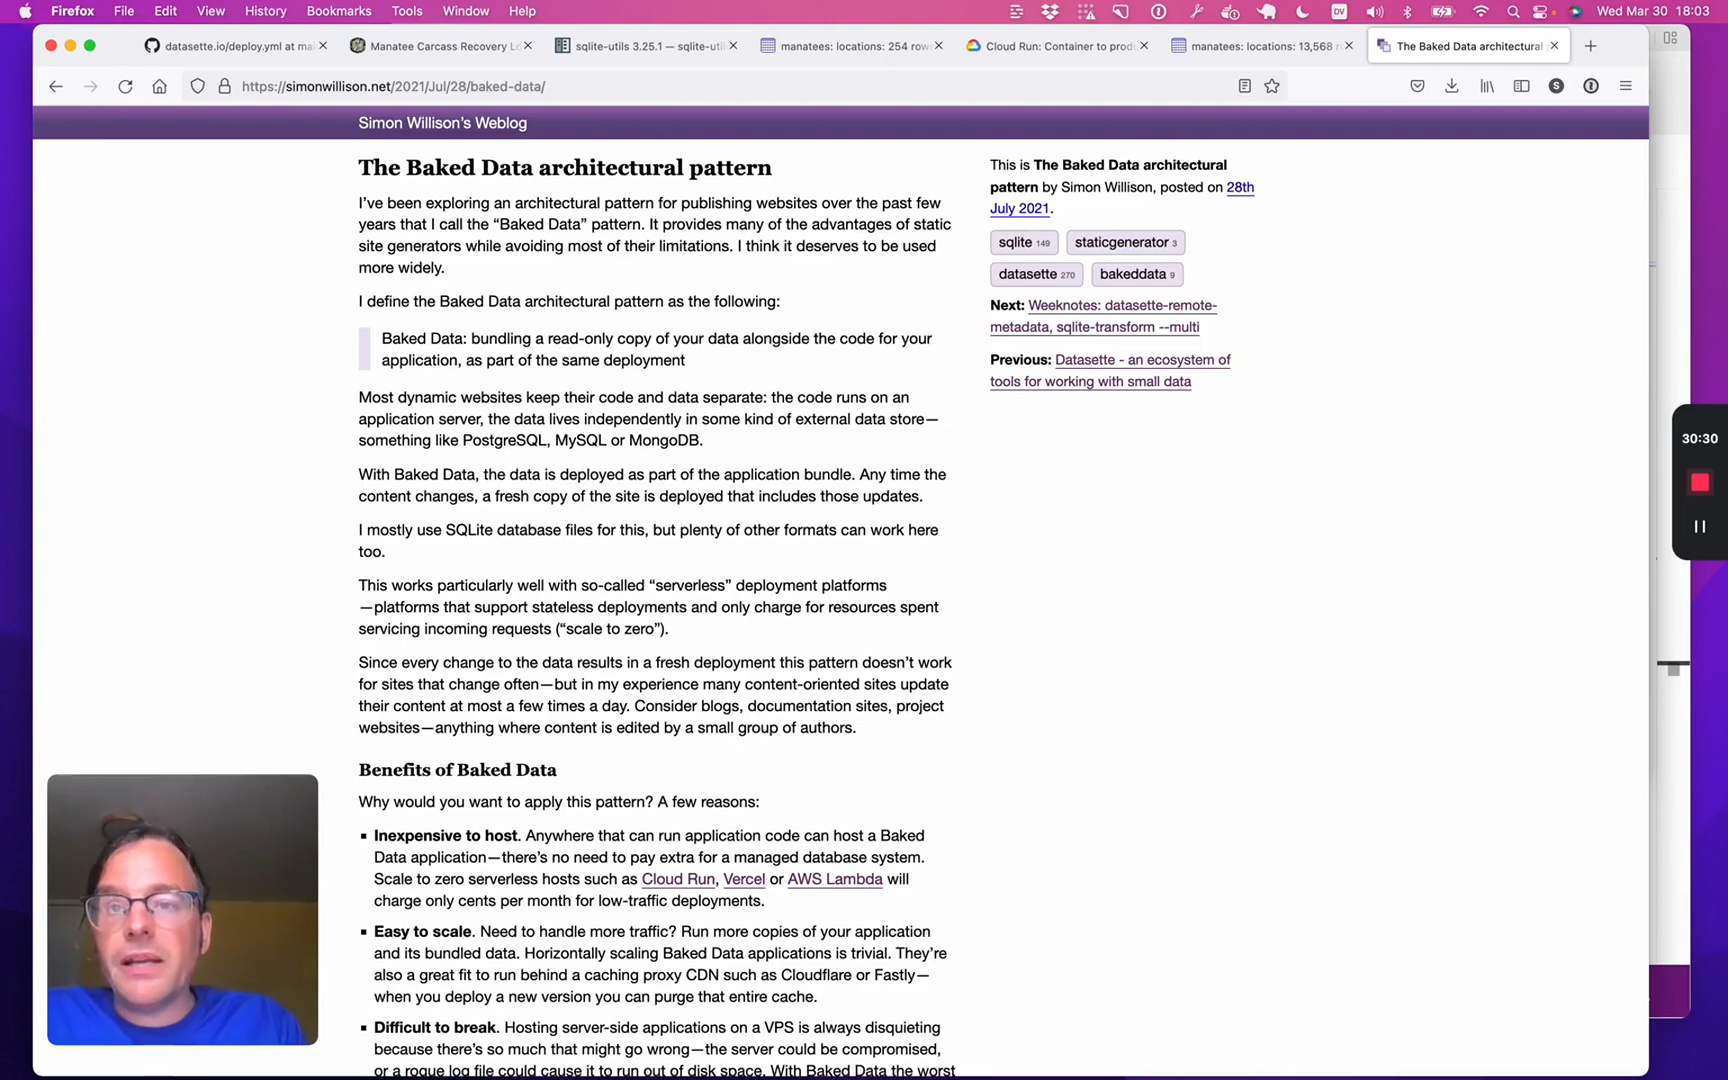 Firefox File Edit View History Bookmarks Tools Window Help
DV
Wed Mar 30 18:03
datasette.io/deploy.yml at mai
Manatee Carcass Recovery Lo
sqlite-utils 3.25.1 — sqlite-util
manatees: locations: 254 rows
Cloud Run: Container to produ
manatees: locations: 13,568 r
The Baked Data architectural
https://simonwillison.net/2021/Jul/28/baked-data/
S
Simon Willison's Weblog
The Baked Data architectural pattern
I've been exploring an architectural pattern for publishing websites over the past few
years that I call the “Baked Data” pattern. It provides many of the advantages of static
site generators while avoiding most of their limitations. I think it deserves to be used
more widely.
I define the Baked Data architectural pattern as the following:
Baked Data: bundling a read-only copy of your data alongside the code for your
application, as part of the same deployment
Most dynamic websites keep their code and data separate: the code runs on an
application server, the data lives independently in some kind of external data store—
something like PostgreSQL, MySQL or MongoDB.
With Baked Data, the data is deployed as part of the application bundle. Any time the
content changes, a fresh copy of the site is deployed that includes those updates.
I mostly use SQLite database files for this, but plenty of other formats can work here
too.
This works particularly well with so-called “serverless” deployment platforms
—platforms that support stateless deployments and only charge for resources spent
servicing incoming requests (“scale to zero”).
Since every change to the data results in a fresh deployment this pattern doesn't work
for sites that change often—but in my experience many content-oriented sites update
their content at most a few times a day. Consider blogs, documentation sites, project
websites—anything where content is edited by a small group of authors.
Benefits of Baked Data
Why would you want to apply this pattern? A few reasons:
Inexpensive to host. Anywhere that can run application code can host a Baked
Data application—there's no need to pay extra for a managed database system.
Scale to zero serverless hosts such as Cloud Run, Vercel or AWS Lambda will
charge only cents per month for low-traffic deployments.
Easy to scale. Need to handle more traffic? Run more copies of your application
and its bundled data. Horizontally scaling Baked Data applications is trivial. They're
also a great fit to run behind a caching proxy CDN such as Cloudflare or Fastly—
when you deploy a new version you can purge that entire cache.
Difficult to break. Hosting server-side applications on a VPS is always disquieting
because there's so much that might go wrong—the server could be compromised,
or a rogue log file could cause it to run out of disk space. With Baked Data the worst
This is The Baked Data architectural
pattern by Simon Willison, posted on 28th
July 2021.
sqlite 149 staticgenerator 3
datasette 270 bakeddata 9
Next: Weeknotes: datasette-remote-
metadata, sqlite-transform --multi
Previous: Datasette - an ecosystem of
tools for working with small data
30:30